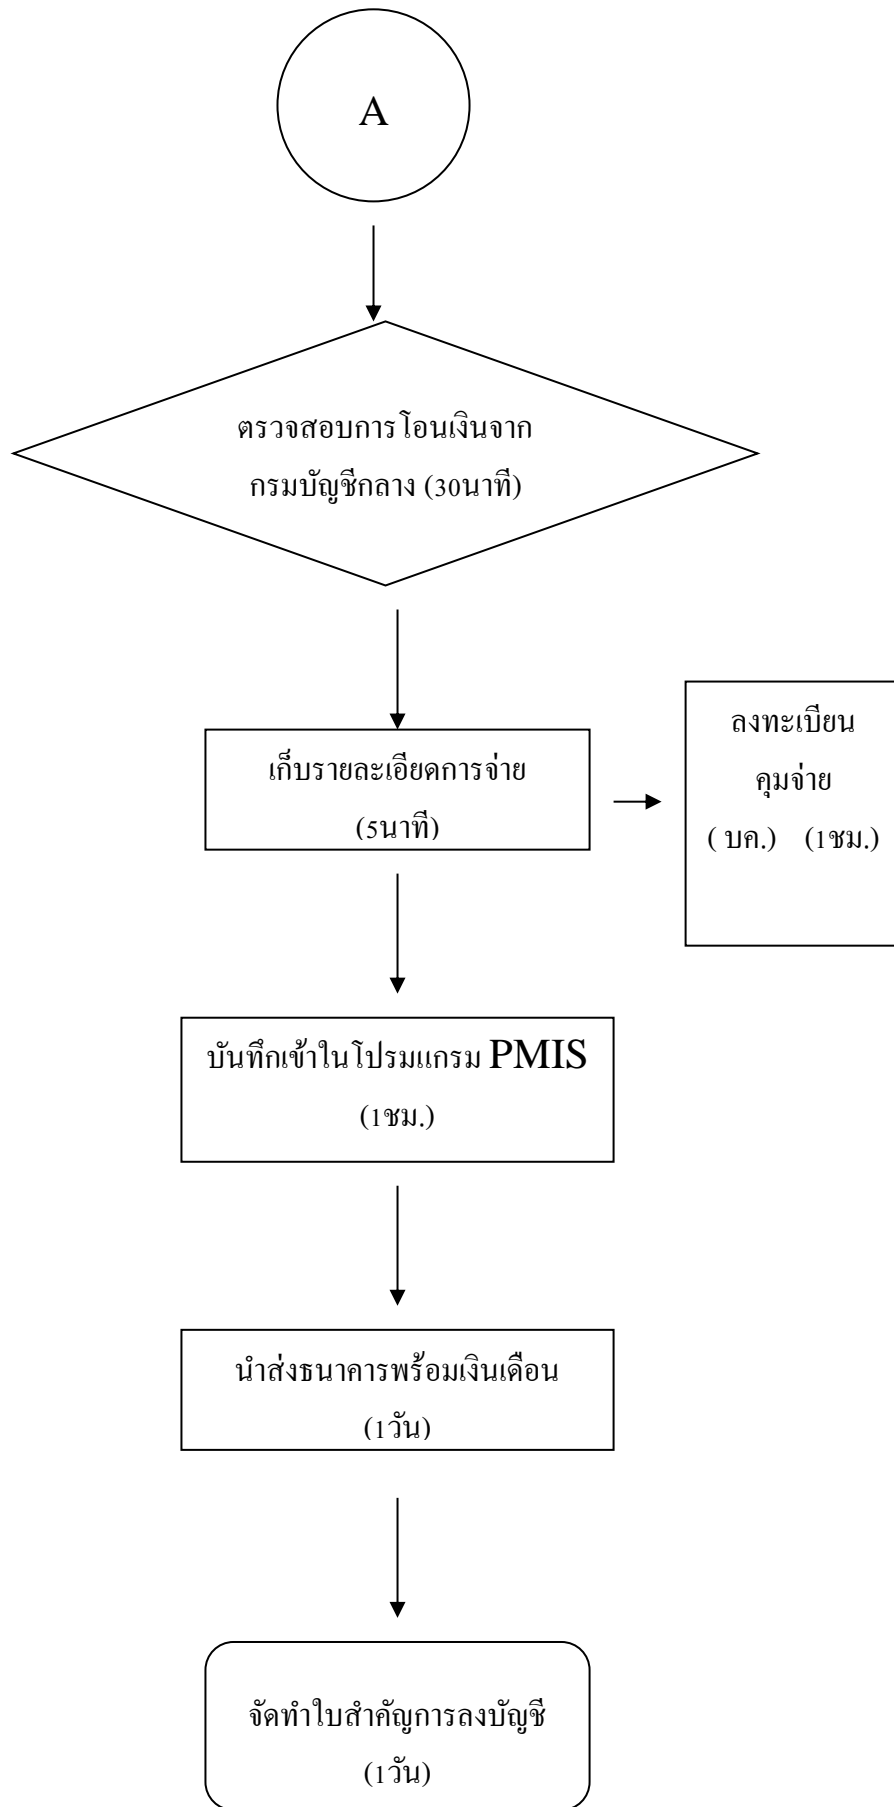 A
ตรวจสอบการโอนเงินจาก
กรมบัญชีกลาง (30นาที)
เก็บรายละเอียดการจ่าย
(5นาที)
ลงทะเบียน
คุมจ่าย
( บค.) (1ชม.)
บันทึกเข้าในโปรมแกรม PMIS
(1ชม.)
นำส่งธนาคารพร้อมเงินเดือน
(1วัน)
จัดทำใบสำคัญการลงบัญชี
(1วัน)